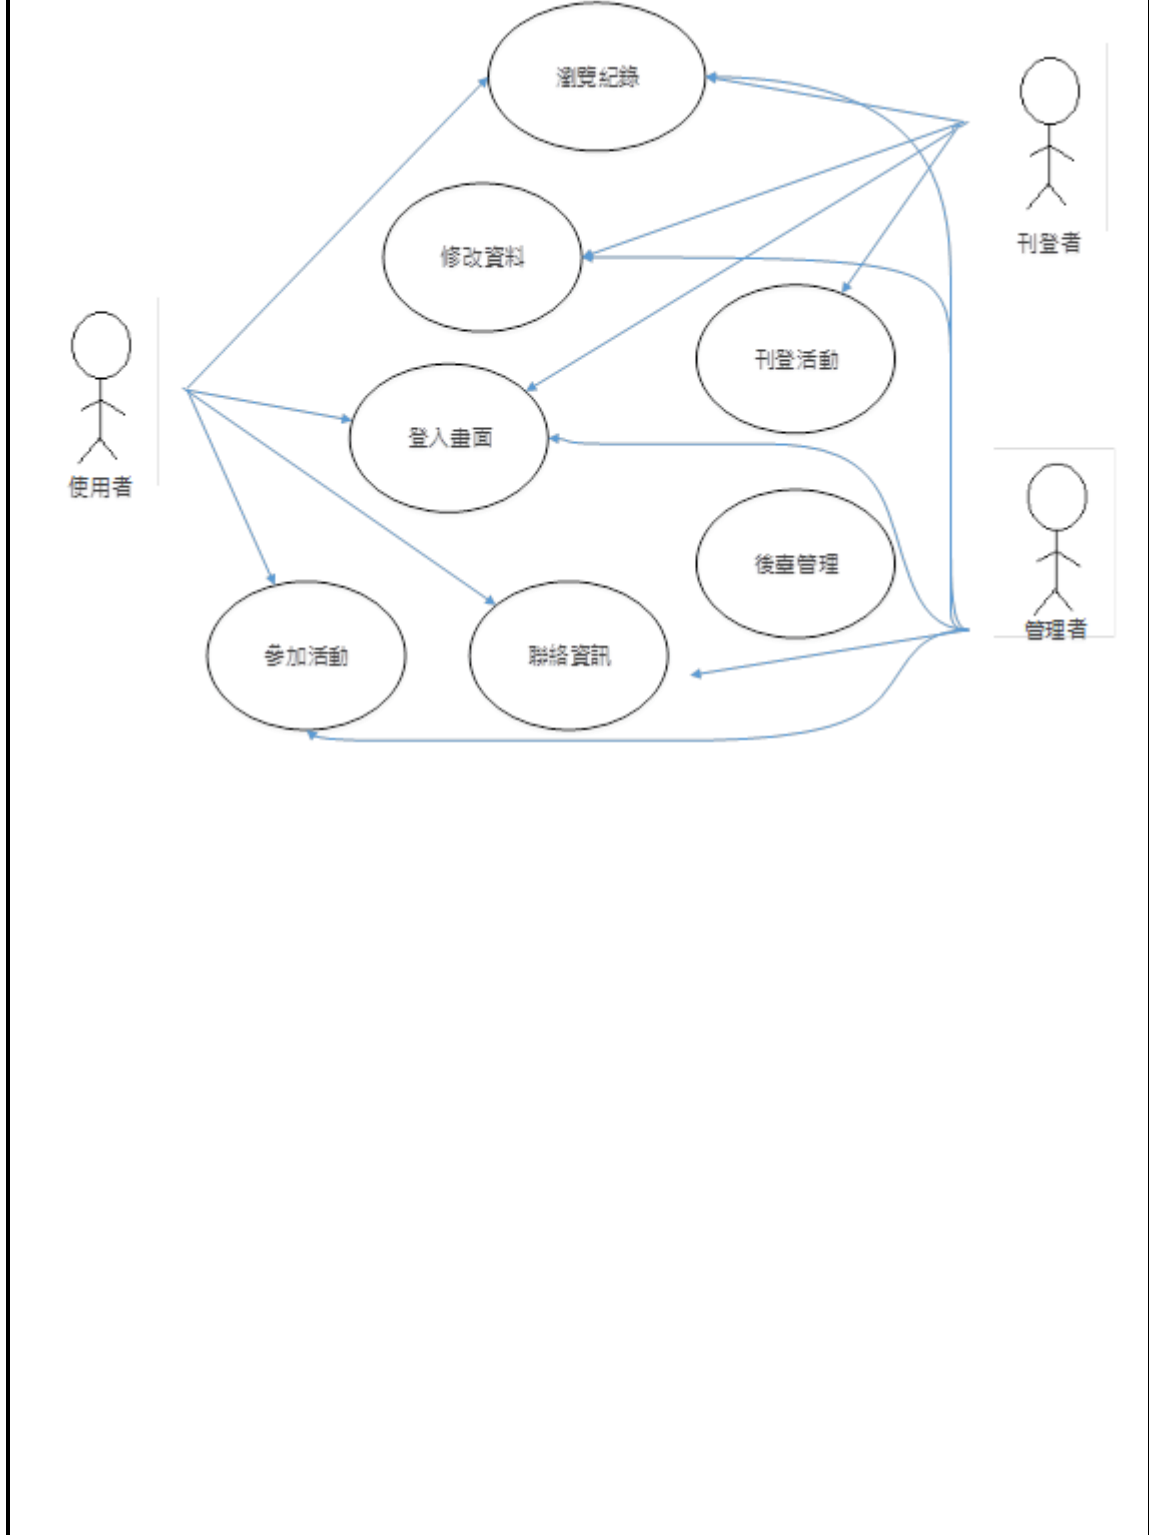 瀏覽紀錄
刊登者
修改資料
刊登活動
登入畫面
使用者
後臺管理
管理者
參加活動
聯絡資訊